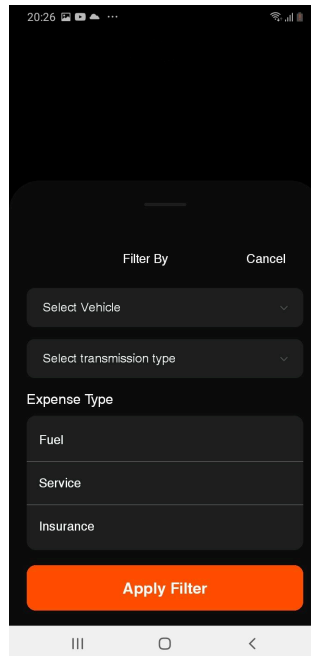 20:26
Filter By Cancel
Select Vehicle
Select transmission type
Expense Type
Fuel
Service
Insurance
Apply Filter